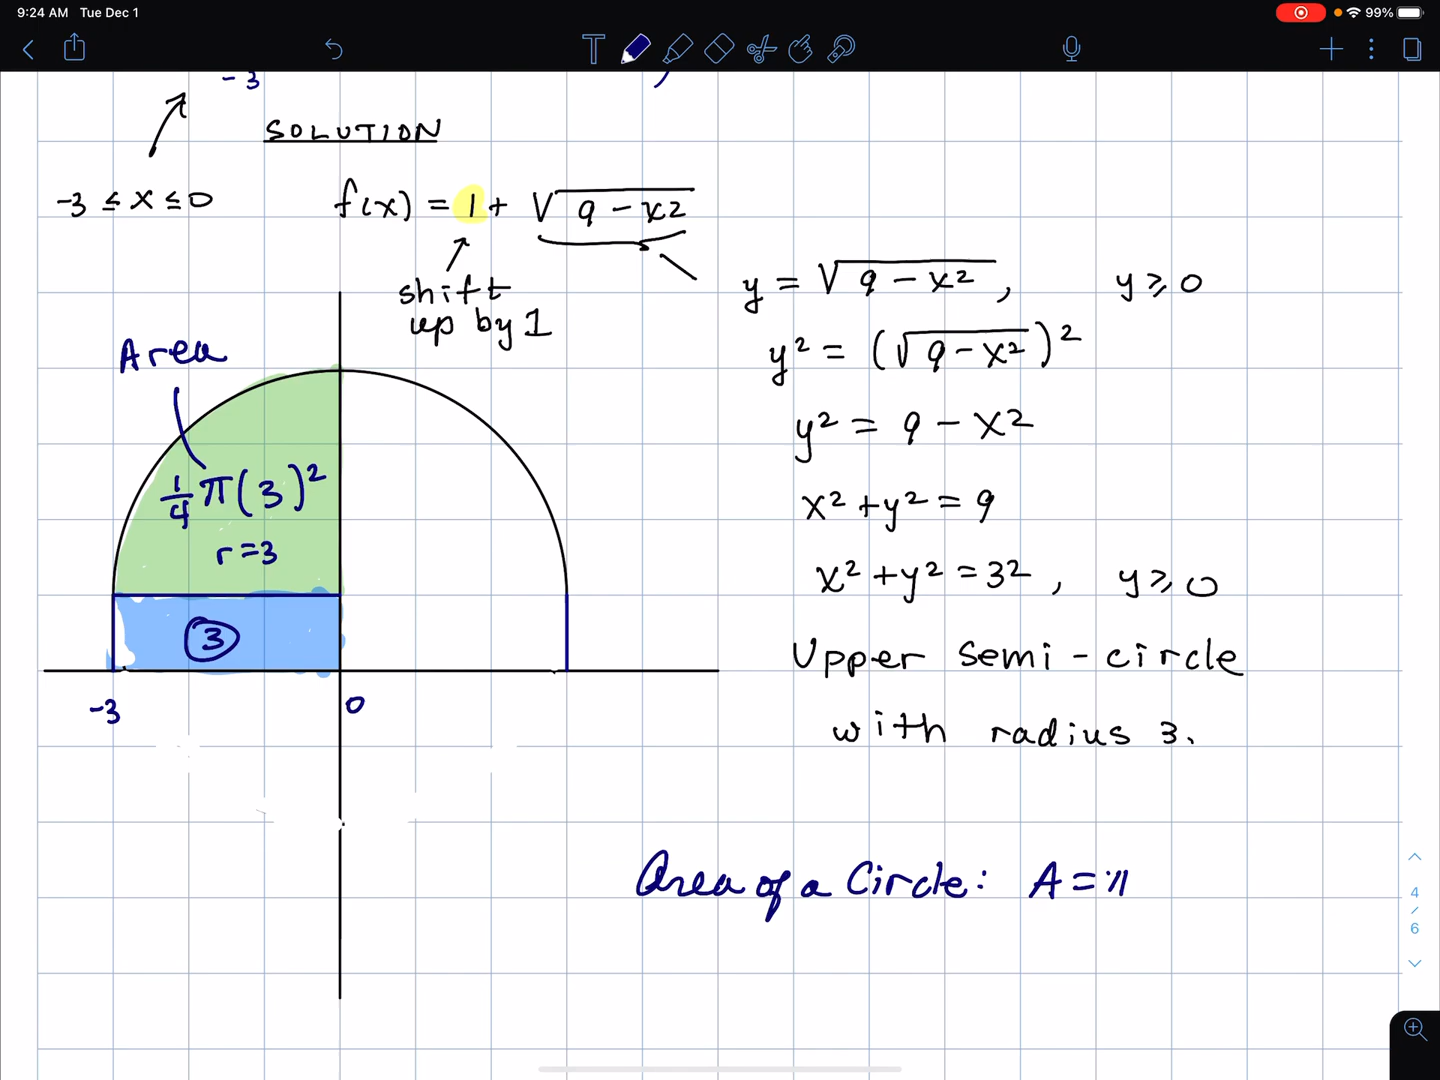 9:24 AM Tue Dec 1
99%
-3
SOLUTION
-3 ≤ x ≤ 0
f(x) = 1 + √(9 - x²)
shift
up by 1
y = √(9 - x²), y ≥ 0
y² = (√(9 - x²))²
y² = 9 - x²
x² + y² = 9
x² + y² = 3², y ≥ 0
Upper semi-circle
with radius 3.
Area
1/4 π(3)²
r = 3
3
-3
0
Area of a Circle: A = π
4
/
6